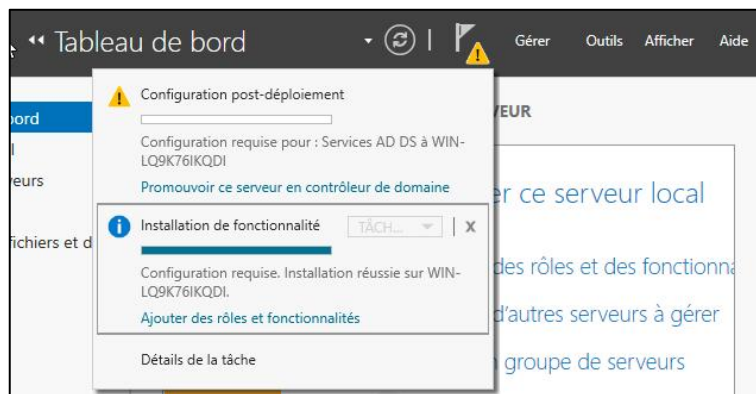 Tableau de bord
Gérer Outils Afficher Aide
Configuration post-déploiement
Configuration requise pour : Services AD DS à WIN-
LQ9K76IKQDI
Promouvoir ce serveur en contrôleur de domaine
Installation de fonctionnalité TÂCH... X
Configuration requise. Installation réussie sur WIN-
LQ9K76IKQDI.
Ajouter des rôles et fonctionnalités
Détails de la tâche
bord
l
veurs
fichiers et d
VEUR
er ce serveur local
des rôles et des fonctionna
d'autres serveurs à gérer
n groupe de serveurs